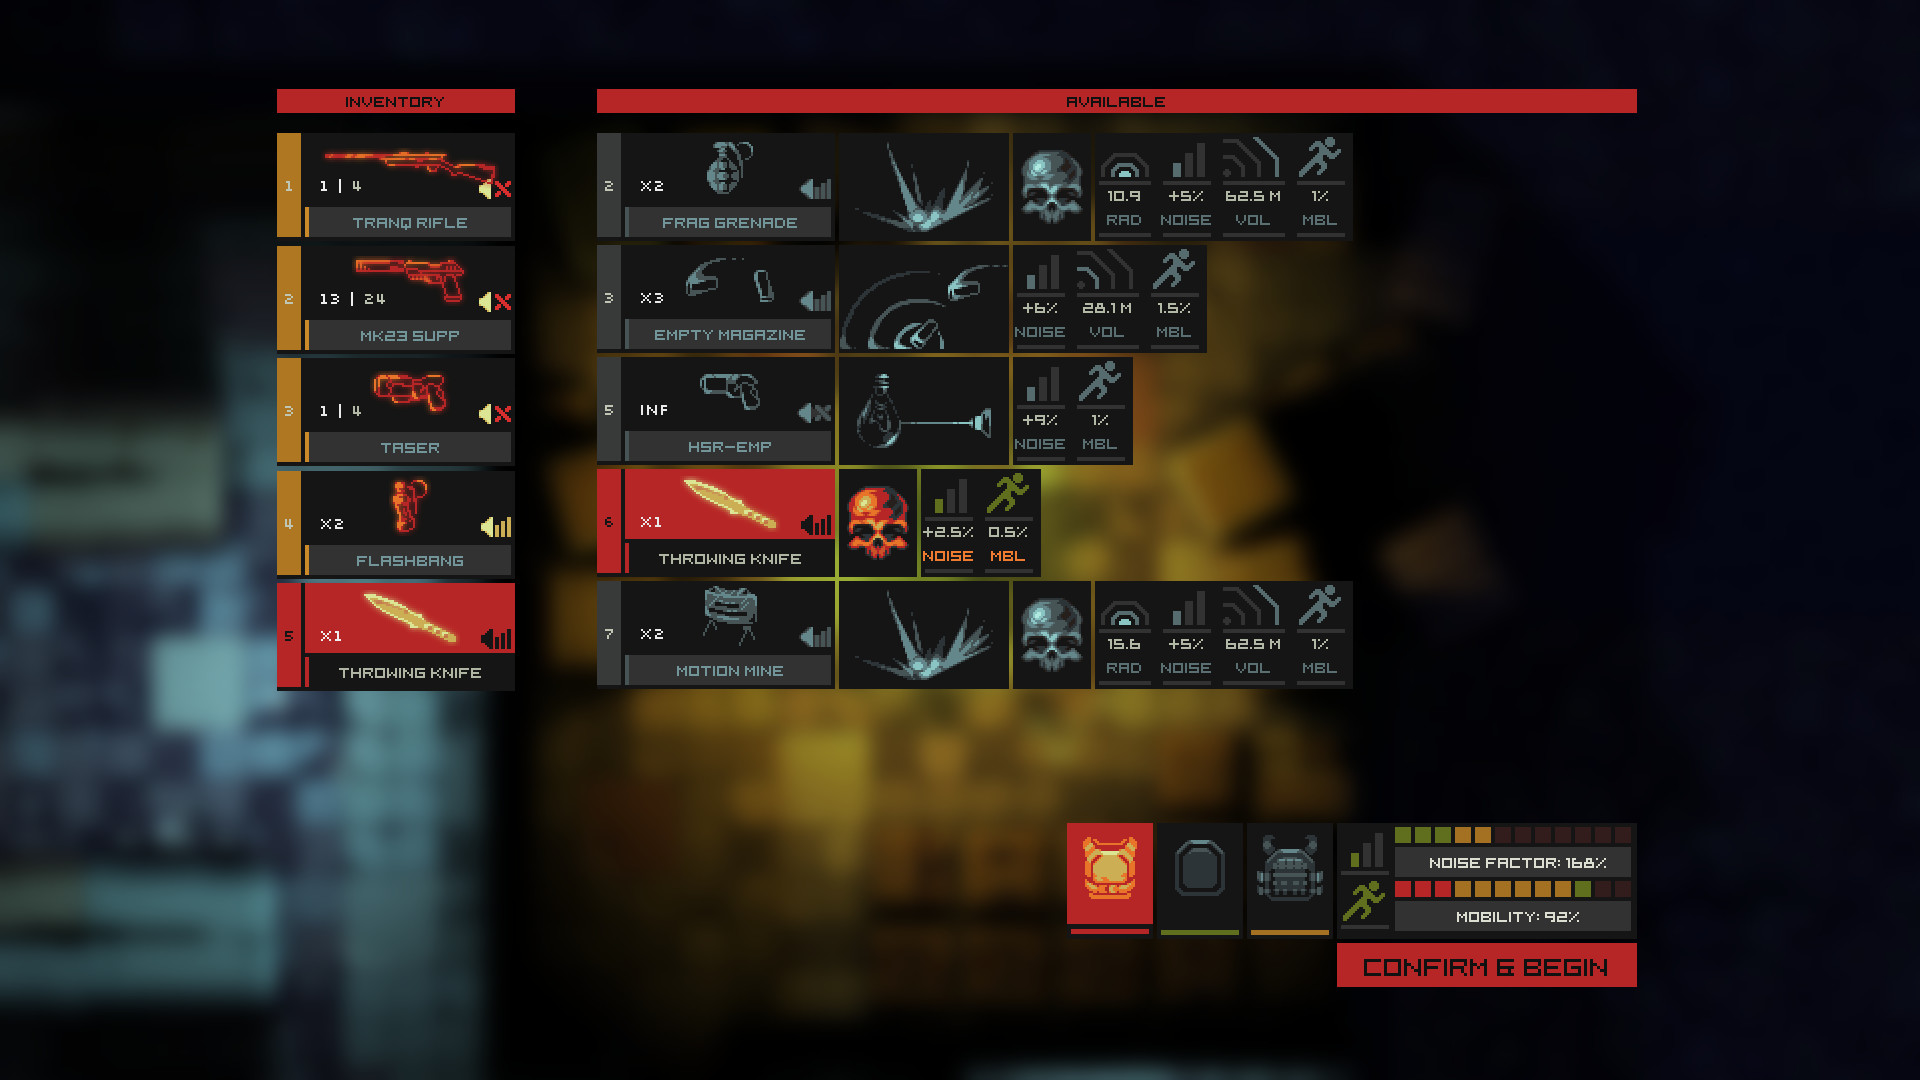 INVENTORY
1
1 | 4
TRANQ RIFLE
2
13 | 24
MK23 SUPP
3
1 | 4
TASER
4
X2
FLASHBANG
5
X1
THROWING KNIFE
AVAILABLE
2
X2
FRAG GRENADE
10.9 +5% 62.5 M 1%
RAD NOISE VOL MBL
3
X3
EMPTY MAGAZINE
+6% 28.1 M 1.5%
NOISE VOL MBL
5
INF
HSR-EMP
+9% 1%
NOISE MBL
6
X1
THROWING KNIFE
+2.5% 0.5%
NOISE MBL
7
X2
MOTION MINE
15.6 +5% 62.5 M 1%
RAD NOISE VOL MBL
NOISE FACTOR: 168%
MOBILITY: 92%
CONFIRM & BEGIN